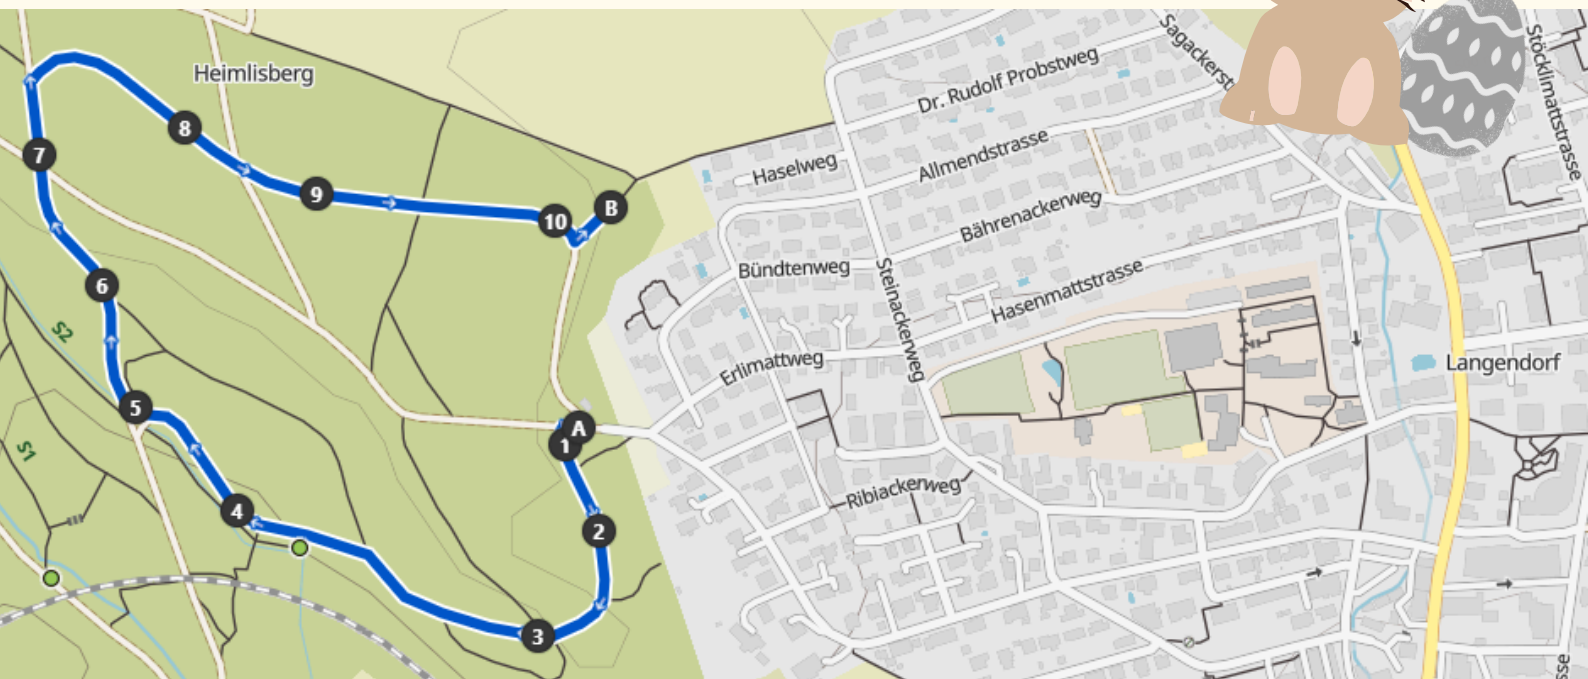 Heimlisberg
7
8
9
10
B
6
5
4
3
2
1
A
S2
S1
Dr. Rudolf Probstweg
Sagackerst
Stöcklimattstrasse
Haselweg
Allmendstrasse
Bährenackerweg
Bündtenweg
Steinackerweg
Hasenmattstrasse
Erlimattweg
Langendorf
Ribiackerweg
sse